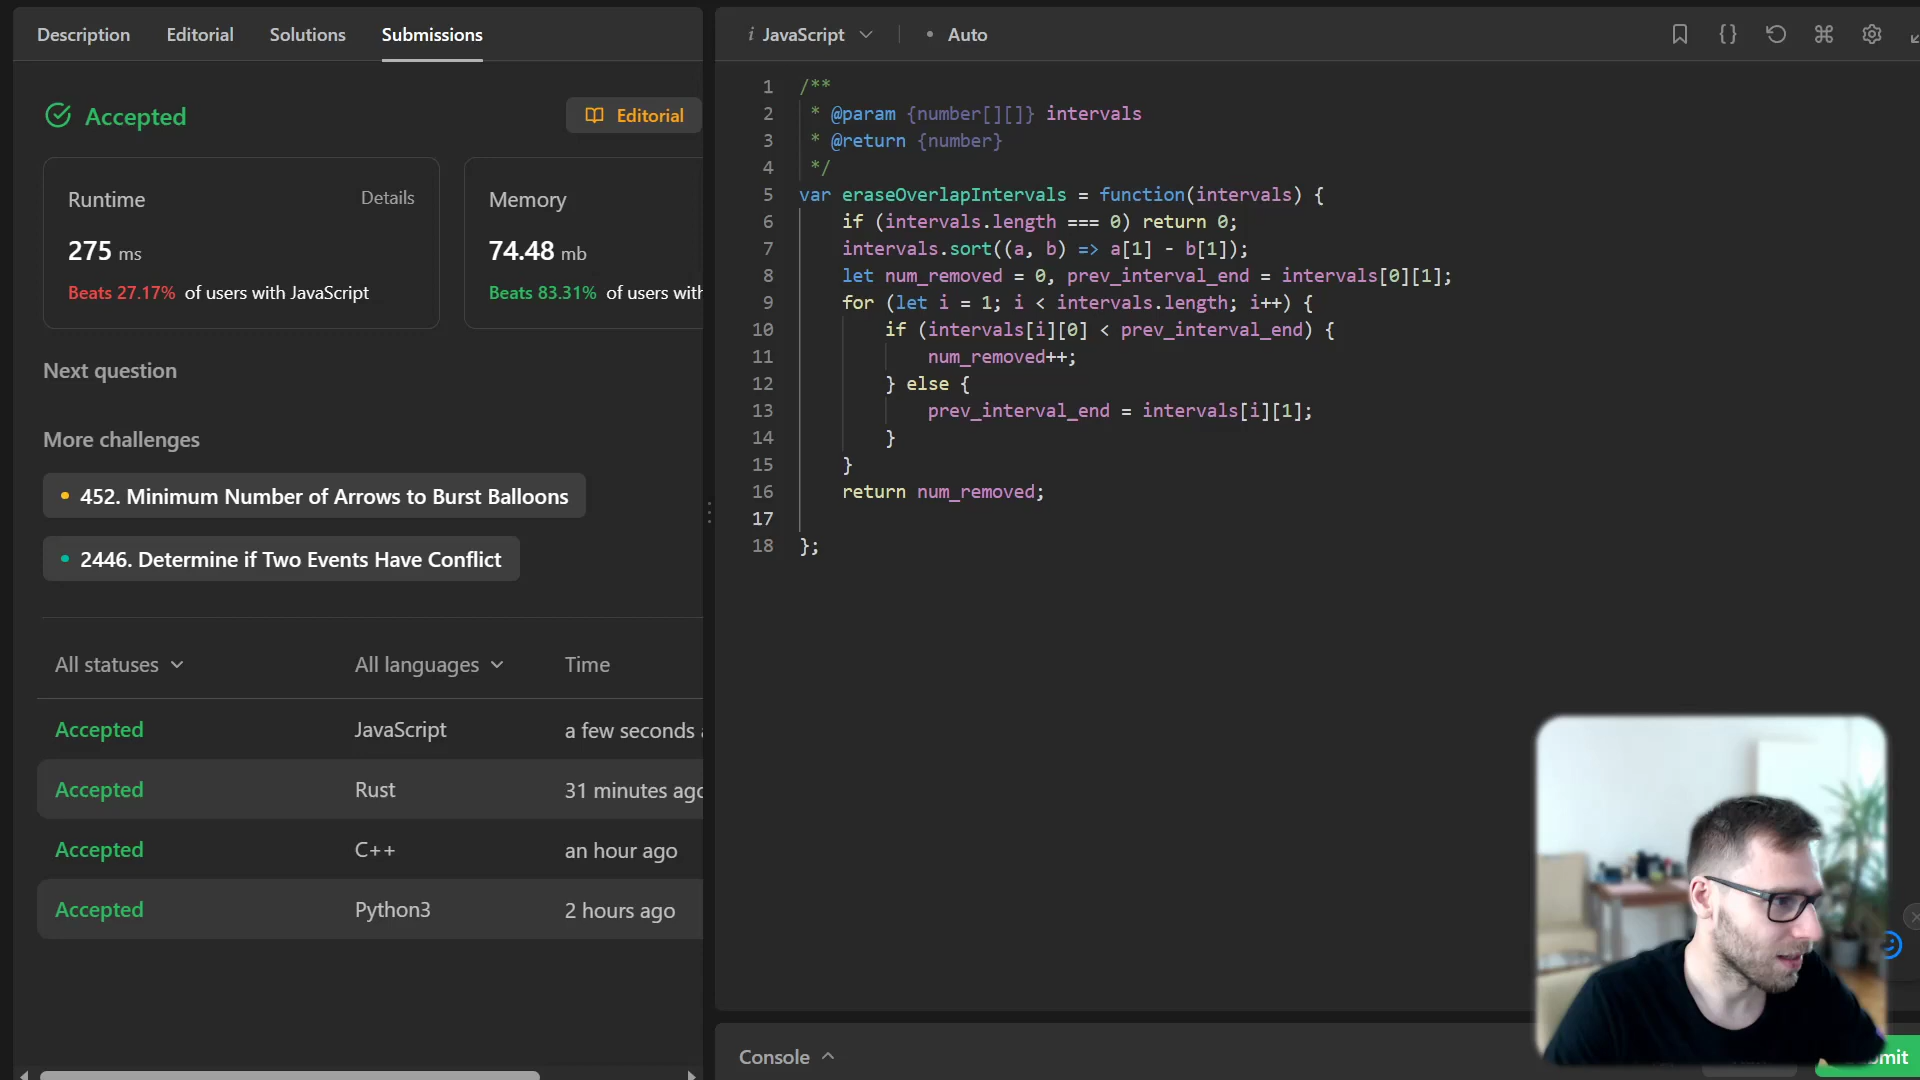 Description Editorial Solutions Submissions
Accepted
Editorial
Runtime Details
275 ms
Beats 27.17% of users with JavaScript
Memory
74.48 mb
Beats 83.31% of users with
Next question
More challenges
452. Minimum Number of Arrows to Burst Balloons
2446. Determine if Two Events Have Conflict
All statuses All languages Time
Accepted JavaScript a few seconds
Accepted Rust 31 minutes ago
Accepted C++ an hour ago
Accepted Python3 2 hours ago
i JavaScript • Auto
1 /**
2 * @param {number[][]} intervals
3 * @return {number}
4 */
5 var eraseOverlapIntervals = function(intervals) {
6 if (intervals.length === 0) return 0;
7 intervals.sort((a, b) => a[1] - b[1]);
8 let num_removed = 0, prev_interval_end = intervals[0][1];
9 for (let i = 1; i < intervals.length; i++) {
10 if (intervals[i][0] < prev_interval_end) {
11 num_removed++;
12 } else {
13 prev_interval_end = intervals[i][1];
14 }
15 }
16 return num_removed;
17
18 };
Console
mit